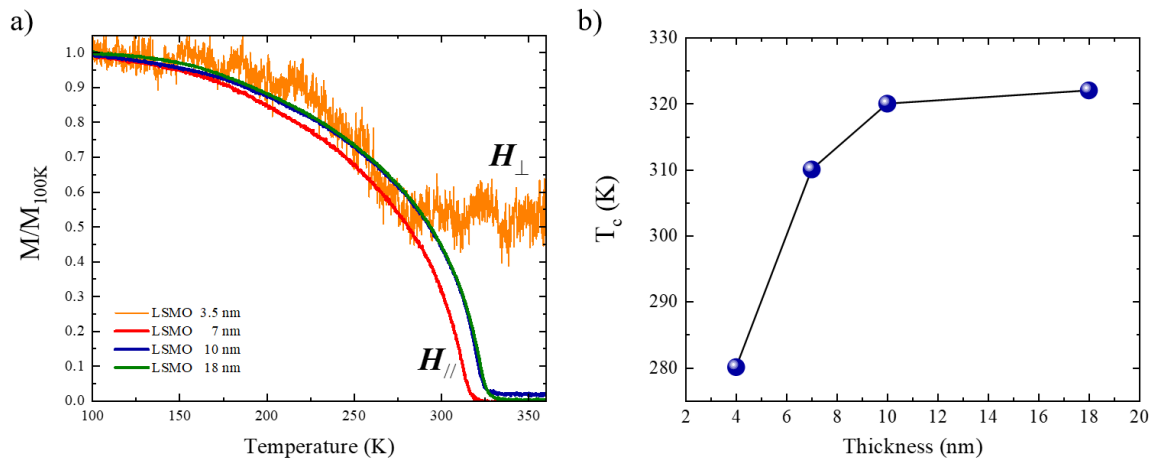 a)
M/M100K
1.0
0.9
0.8
0.7
0.6
0.5
0.4
0.3
0.2
0.1
0.0
H⊥
H//
LSMO 3.5 nm
LSMO 7 nm
LSMO 10 nm
LSMO 18 nm
100 150 200 250 300 350
Temperature (K)
b)
Tc (K)
330
320
310
300
290
280
2 4 6 8 10 12 14 16 18 20
Thickness (nm)